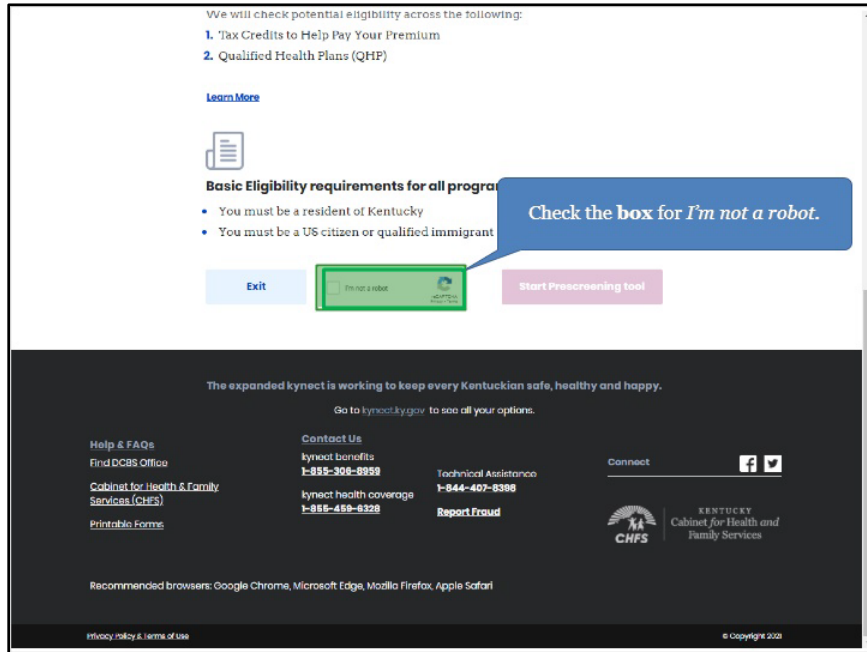 We will check potential eligibility across the following:
1. Tax Credits to Help Pay Your Premium
2. Qualified Health Plans (QHP)
Learn More
Basic Eligibility requirements for all progra
• You must be a resident of Kentucky
• You must be a US citizen or qualified immigrant
Check the box for I'm not a robot.
Exit
I'm not a robot
reCAPTCHA
Privacy - Terms
Start Prescreening tool
The expanded kynect is working to keep every Kentuckian safe, healthy and happy.
Go to kynect.ky.gov to see all your options.
Help & FAQs
Find DCBS Office
Cabinet for Health & Family
Services (CHFS)
Printable Forms
Contact Us
kynect benefits
1-855-306-8959
kynect health coverage
1-855-459-6328
Technical Assistance
1-844-407-8398
Report Fraud
Connect
CHFS
KENTUCKY
Cabinet for Health and
Family Services
Recommended browsers: Google Chrome, Microsoft Edge, Mozilla Firefox, Apple Safari
Privacy Policy & Terms of Use
© Copyright 2021